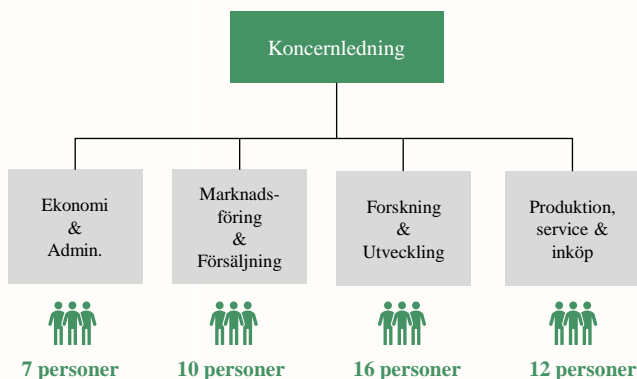 Koncernledning
Ekonomi
&
Admin.
Marknads-
föring
&
Försäljning
Forskning
&
Utveckling
Produktion,
service &
inköp
7 personer
10 personer
16 personer
12 personer